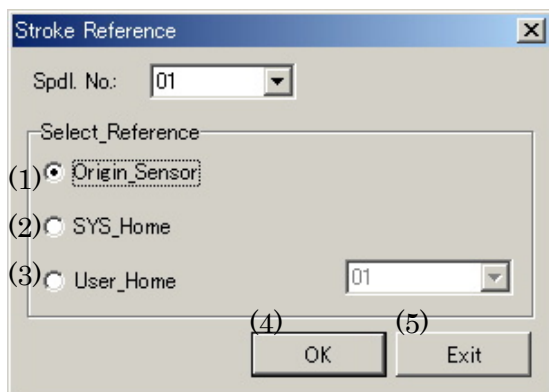 Stroke Reference
Spdl. No.: 01
Select_Reference
(1) Origin_Sensor
(2) SYS_Home
(3) User_Home 01
(4) (5)
OK Exit